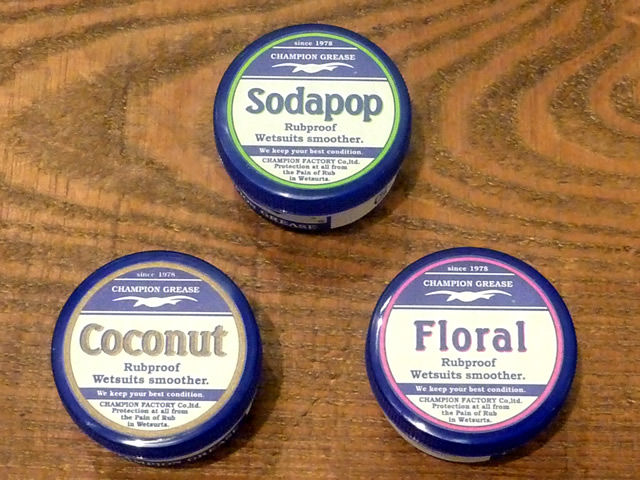 since 1978
CHAMPION GREASE
Sodapop
Rubproof
Wetsuits smoother.
We keep your best condition.
CHAMPION FACTORY Co,ltd.
Protection at all from
the Pain of Rub
in Wetsurts.
GREASE
since 1978
CHAMPION GREASE
Coconut
Rubproof
Wetsuits smoother.
We keep your best condition.
CHAMPION FACTORY Co,ltd.
Protection at all from
the Pain of Rub
in Wetsurts.
since 1978
CHAMPION GREASE
Floral
Rubproof
Wetsuits smoother.
We keep your best condition.
CHAMPION FACTORY Co,ltd.
Protection at all from
the Pain of Rub
in Wetsurts.